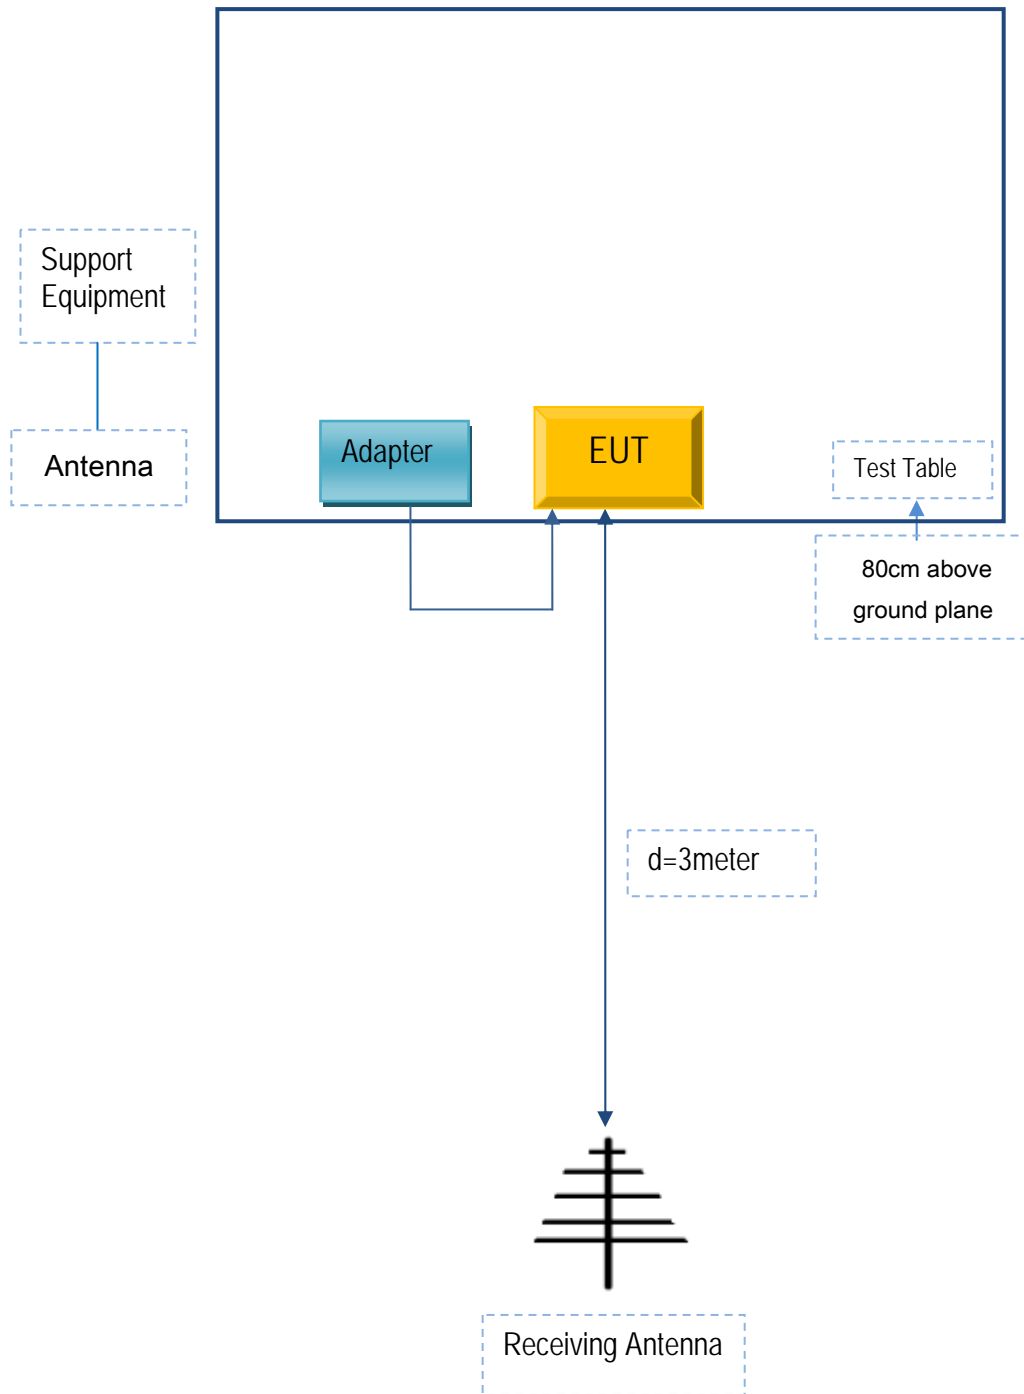 Support
Equipment
Antenna
Adapter
EUT
Test Table
80cm above
ground plane
d=3meter
Receiving Antenna